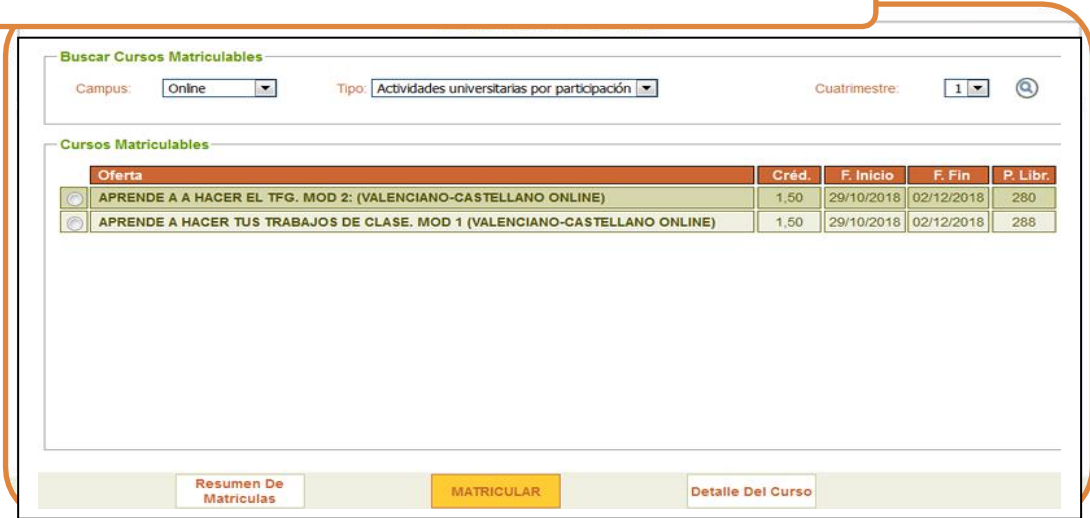 Buscar Cursos Matriculables
Campus: Online Tipo: Actividades universitarias por participación Cuatrimestre: 1
Cursos Matriculables
Oferta Créd. F. Inicio F. Fin P. Libr.
APRENDE A A HACER EL TFG. MOD 2: (VALENCIANO-CASTELLANO ONLINE) 1,50 29/10/2018 02/12/2018 280
APRENDE A HACER TUS TRABAJOS DE CLASE. MOD 1 (VALENCIANO-CASTELLANO ONLINE) 1,50 29/10/2018 02/12/2018 288
Resumen De
Matriculas
MATRICULAR
Detalle Del Curso